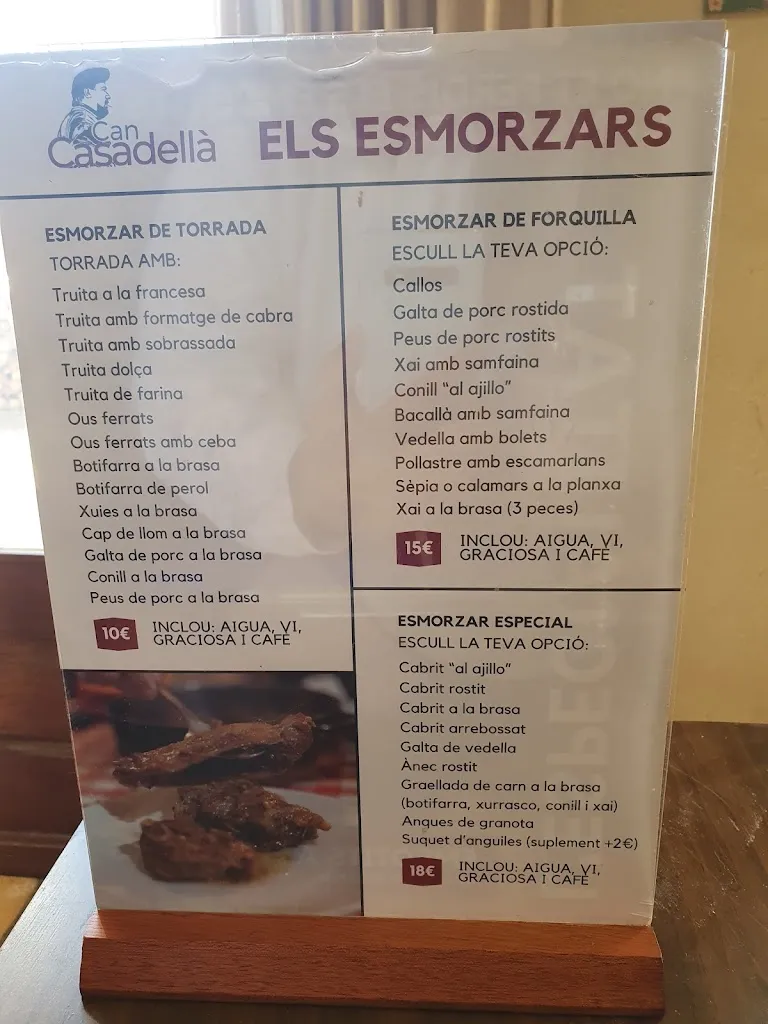 Can
Casadellà
ELS ESMORZARS
ESMORZAR DE TORRADA
TORRADA AMB:
Truita a la francesa
Truita amb formatge de cabra
Truita amb sobrassada
Truita dolça
Truita de farina
Ous ferrats
Ous ferrats amb ceba
Botifarra a la brasa
Botifarra de perol
Xuies a la brasa
Cap de llom a la brasa
Galta de porc a la brasa
Conill a la brasa
Peus de porc a la brasa
10€
INCLOU: AIGUA, VI,
GRACIOSA I CAFÈ
ESMORZAR DE FORQUILLA
ESCULL LA TEVA OPCIÓ:
Callos
Galta de porc rostida
Peus de porc rostits
Xai amb samfaina
Conill "al ajillo"
Bacallà amb samfaina
Vedella amb bolets
Pollastre amb escamarlans
Sèpia o calamars a la planxa
Xai a la brasa (3 peces)
15€
INCLOU: AIGUA, VI,
GRACIOSA I CAFÈ
ESMORZAR ESPECIAL
ESCULL LA TEVA OPCIÓ:
Cabrit "al ajillo"
Cabrit rostit
Cabrit a la brasa
Cabrit arrebossat
Galta de vedella
Ànec rostit
Graellada de carn a la brasa
(botifarra, xurrasco, conill i xai)
Anques de granota
Suquet d'anguiles (suplement +2€)
18€
INCLOU: AIGUA, VI,
GRACIOSA I CAFÈ